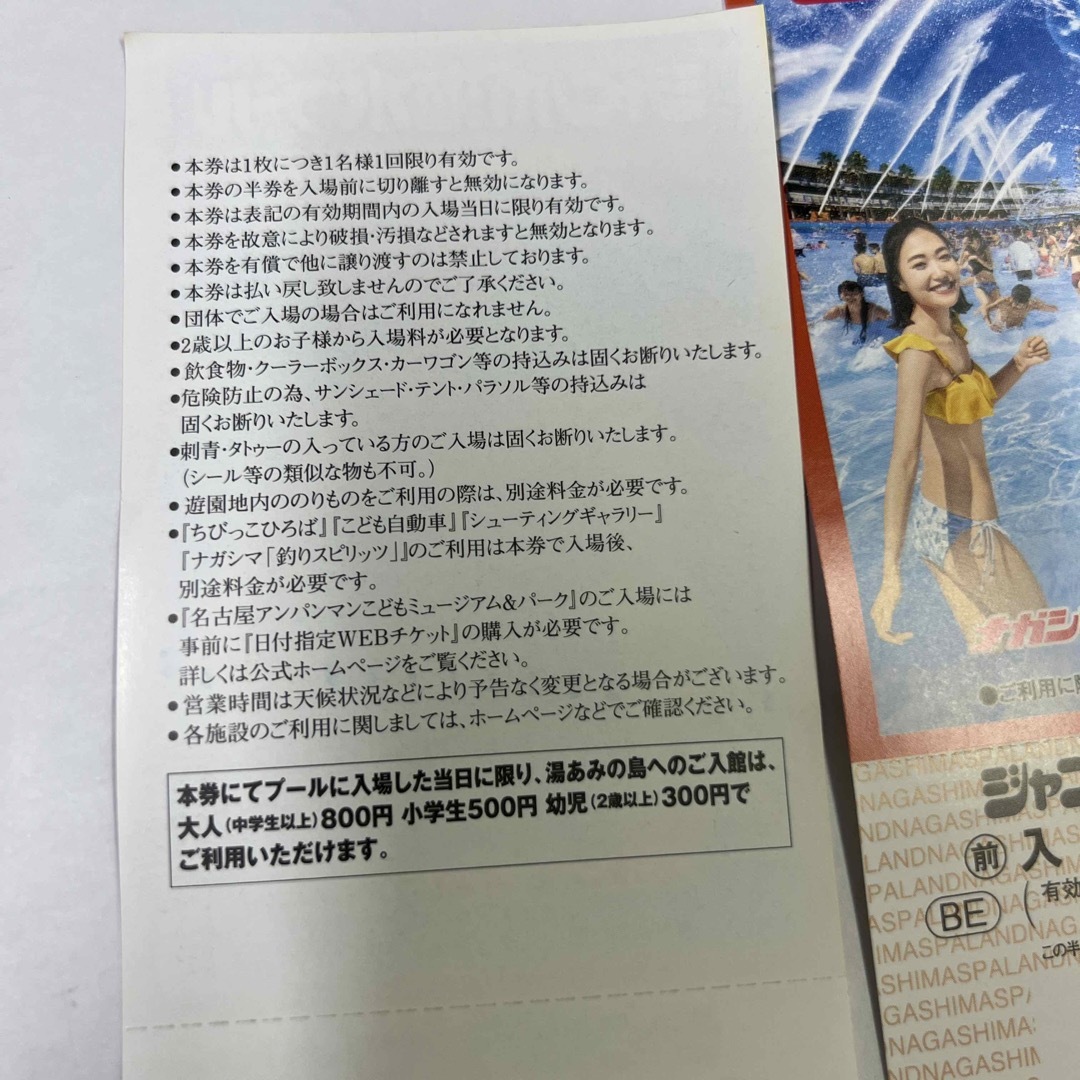 ●本券は1枚につき1名様1回限り有効です。
●本券の半券を入場前に切り離すと無効になります。
●本券は表記の有効期間内の入場当日に限り有効です。
●本券を故意により破損・汚損などされますと無効となります。
●本券を有償で他に譲り渡すのは禁止しております。
●本券は払い戻し致しませんのでご了承ください。
●団体でご入場の場合はご利用になれません。
●2歳以上のお子様から入場料が必要となります。
●飲食物・クーラーボックス・カーワゴン等の持込みは固くお断りいたします。
●危険防止の為、サンシェード・テント・パラソル等の持込みは
固くお断りいたします。
●刺青・タトゥーの入っている方のご入場は固くお断りいたします。
(シール等の類似な物も不可。)
●遊園地内ののりものをご利用の際は、別途料金が必要です。
●『ちびっこひろば』『こども自動車』『シューティングギャラリー』
『ナガシマ「釣りスピリッツ」』のご利用は本券で入場後、
別途料金が必要です。
●『名古屋アンパンマンこどもミュージアム&パーク』のご入場には
事前に『日付指定WEBチケット』の購入が必要です。
詳しくは公式ホームページをご覧ください。
●営業時間は天候状況などにより予告なく変更となる場合がございます。
●各施設のご利用に関しましては、ホームページなどでご確認ください。
本券にてプールに入場した当日に限り、湯あみの島へのご入館は、
大人(中学生以上)800円 小学生500円 幼児(2歳以上)300円で
ご利用いただけます。
ナガシ
●ご利用に
GASHIMASPALAND
NAGASHIM
ジャン
NDNAGASH
LANDNA
前 入
PALANDNAGASHIMA
BE
(有効
ASPAL
IMASPALANDNAG
この半
SHIMASPALAND
GASHIMASP
NAGASHIMA
NDNAGASHIM